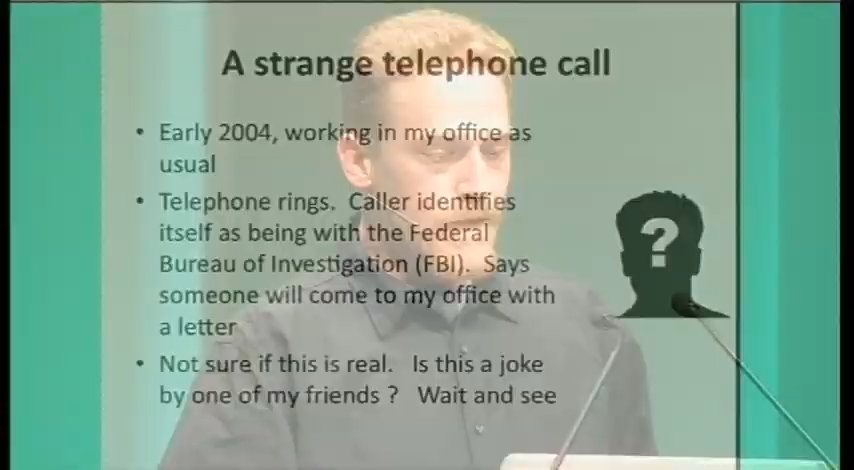 A strange telephone call
• Early 2004, working in my office as
usual
• Telephone rings.  Caller identifies
itself as being with the Federal
Bureau of Investigation (FBI).  Says
someone will come to my office with
a letter
• Not sure if this is real.   Is this a joke
by one of my friends ?   Wait and see
?